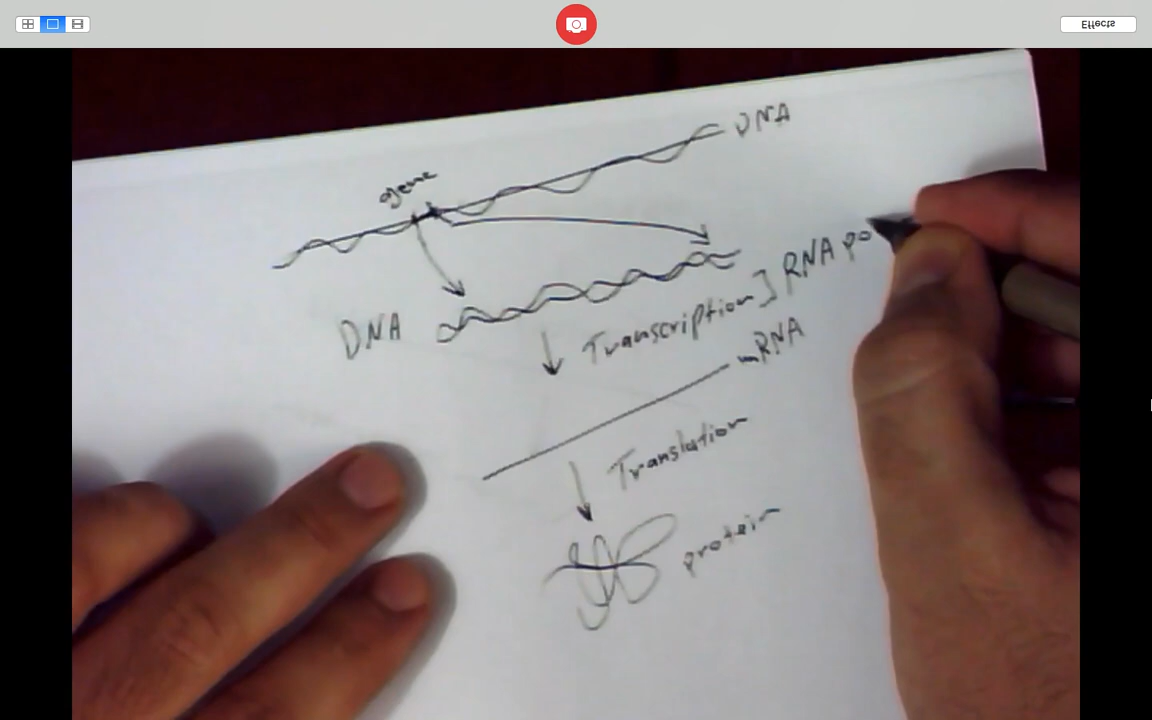 Effects
DNA
gene
DNA
Transcription] RNA po
mRNA
Translation
protein